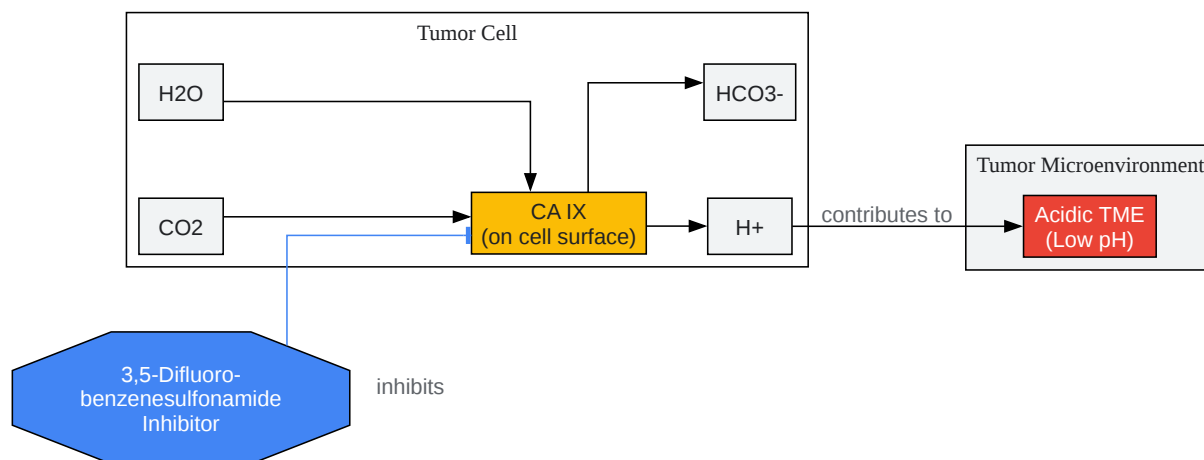 Tumor Cell
H2O
HCO3-
Tumor Microenvironment
CO2
CA IX
(on cell surface)
H+
contributes to
Acidic TME
(Low pH)
3,5-Difluoro-
benzenesulfonamide
Inhibitor
inhibits